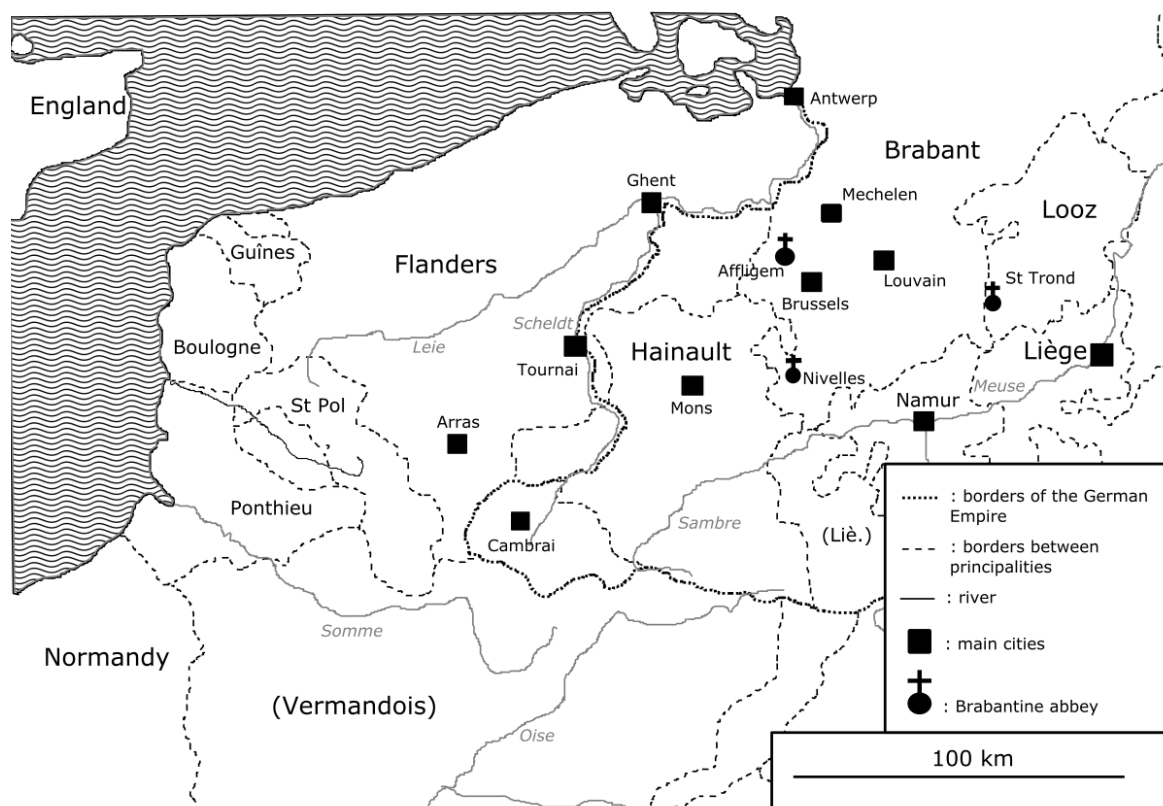 England
Antwerp
Brabant
Ghent
Mechelen
Looz
Guînes
Flanders
Affligem
Louvain
St Trond
Brussels
Scheldt
Leie
Boulogne
Tournai
Hainault
Liège
Nivelles
Meuse
Mons
Namur
St Pol
Arras
Ponthieu
Cambrai
Sambre
(Liè.)
Somme
Normandy
(Vermandois)
Oise
: borders of the German
Empire
: borders between
principalities
: river
: main cities
: Brabantine abbey
100 km